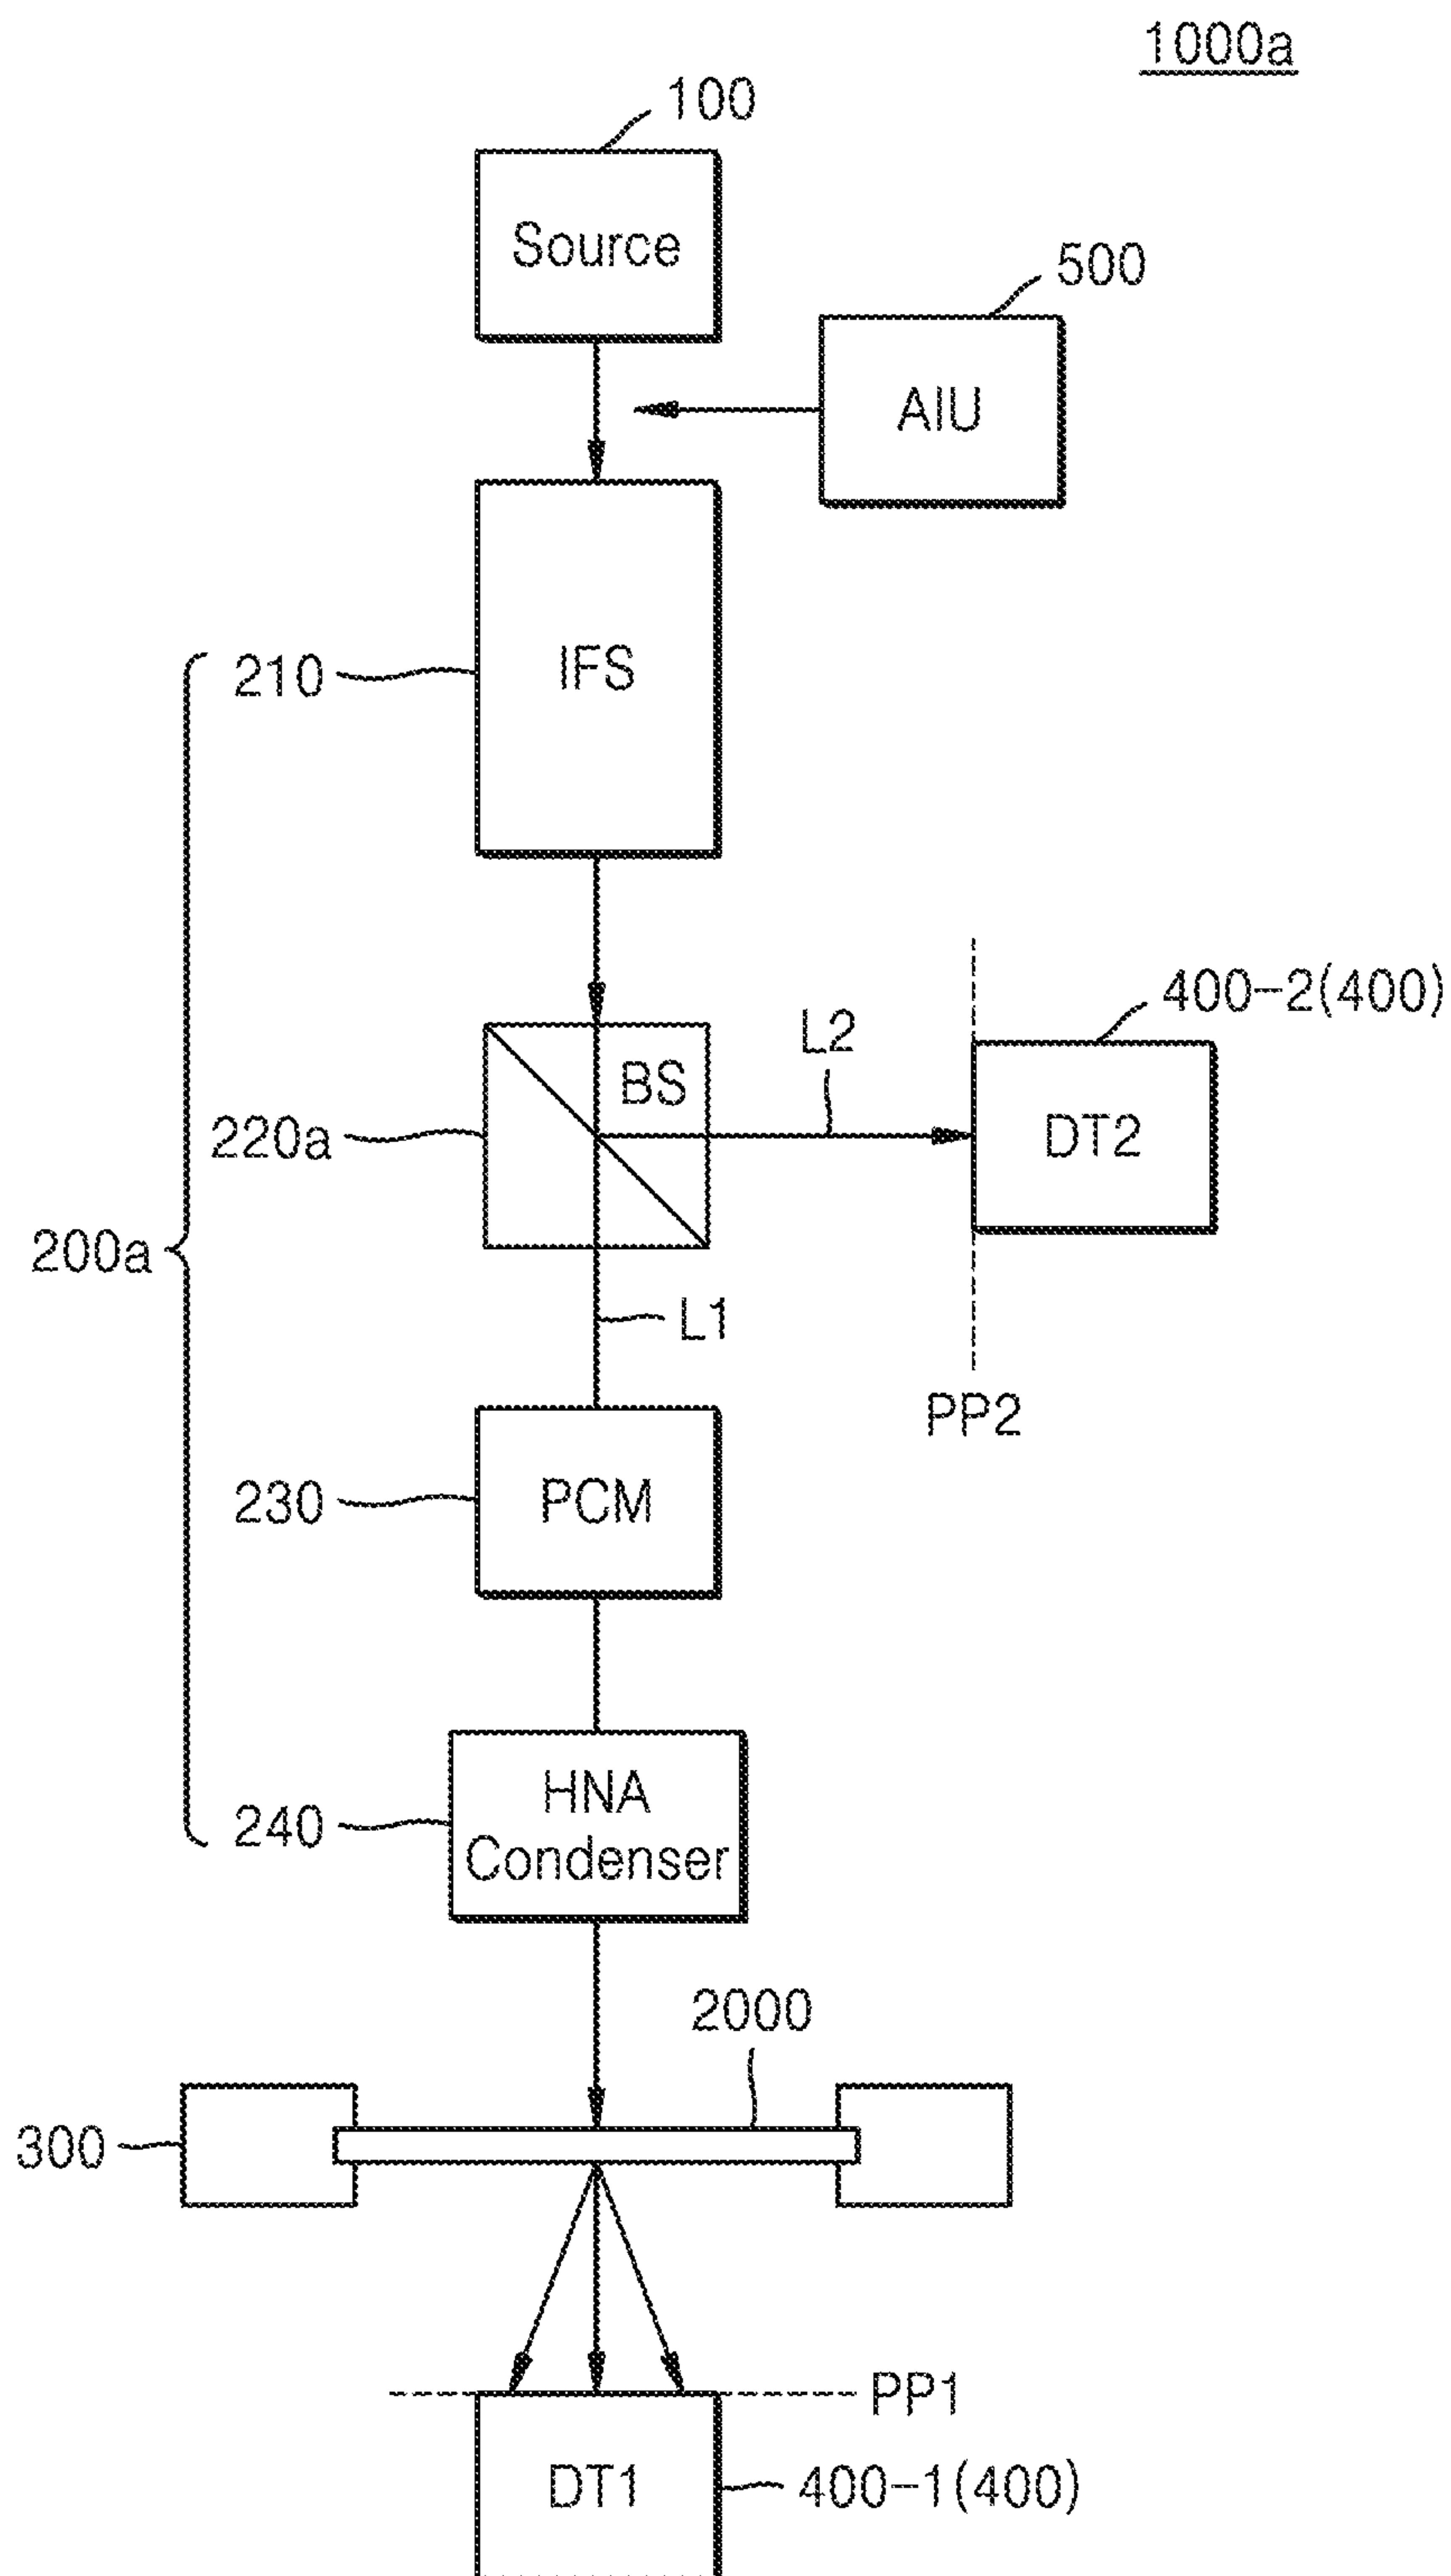 1000a
100
Source
500
AIU
210
IFS
400-2(400)
L2
BS
220a
DT2
200a
L1
PP2
230
PCM
HNA
240
Condenser
2000
300
PP1
DT1
400-1(400)